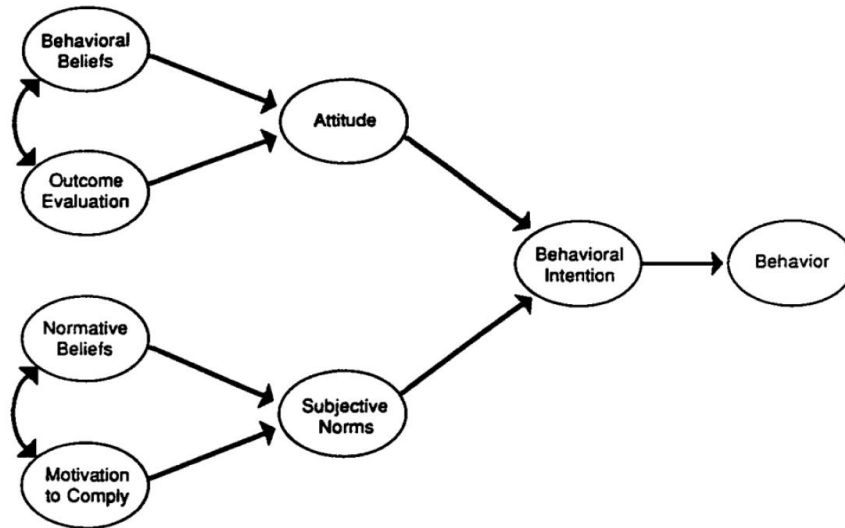 Behavioral
Beliefs
Attitude
Outcome
Evaluation
Behavioral
Intention
Behavior
Normative
Beliefs
Subjective
Norms
Motivation
to Comply